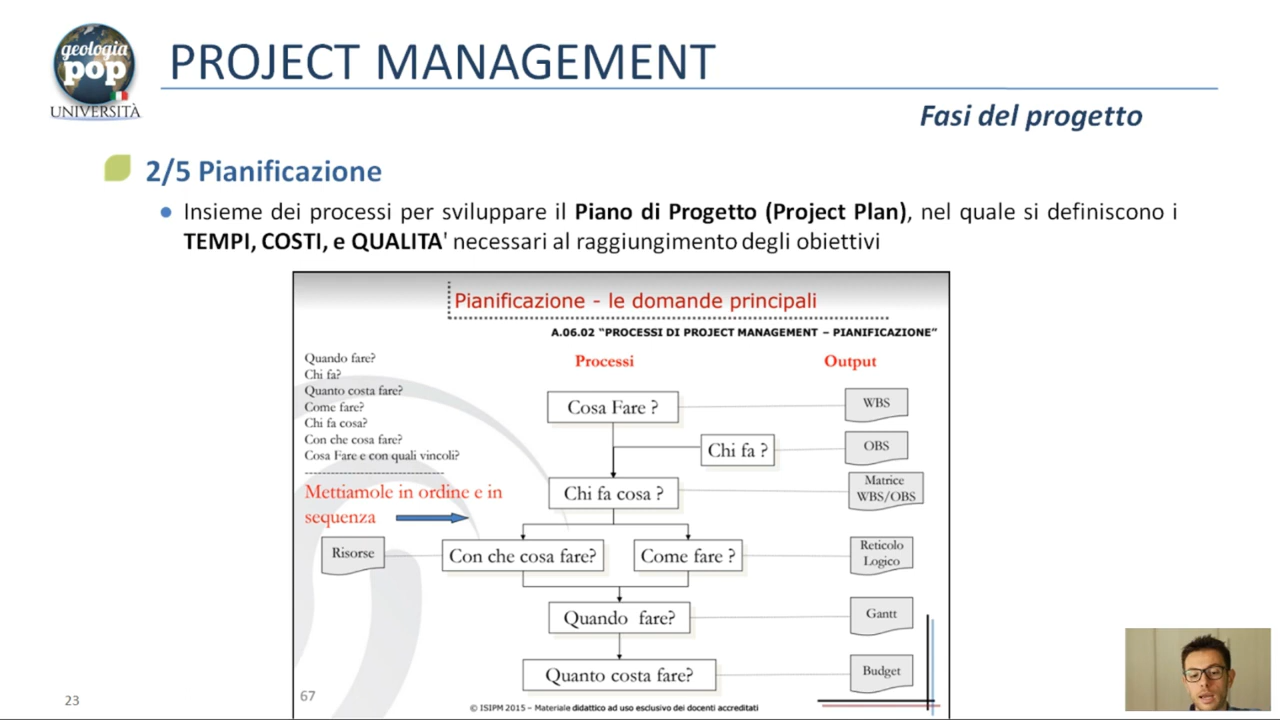 geologia
pop
UNIVERSITÀ
PROJECT MANAGEMENT
Fasi del progetto
2/5 Pianificazione
Insieme dei processi per sviluppare il Piano di Progetto (Project Plan), nel quale si definiscono i
TEMPI, COSTI, e QUALITA' necessari al raggiungimento degli obiettivi
Pianificazione - le domande principali
A.06.02 “PROCESSI DI PROJECT MANAGEMENT – PIANIFICAZIONE”
Quando fare?
Chi fa?
Quanto costa fare?
Come fare?
Chi fa cosa?
Con che cosa fare?
Cosa Fare e con quali vincoli?
--------------------------------
Mettiamole in ordine e in
sequenza
Processi
Output
Cosa Fare ?
WBS
Chi fa ?
OBS
Chi fa cosa ?
Matrice
WBS/OBS
Risorse
Con che cosa fare?
Come fare ?
Reticolo
Logico
Quando fare?
Gantt
Quanto costa fare?
Budget
67
© ISIPM 2015 – Materiale didattico ad uso esclusivo dei docenti accreditati
23